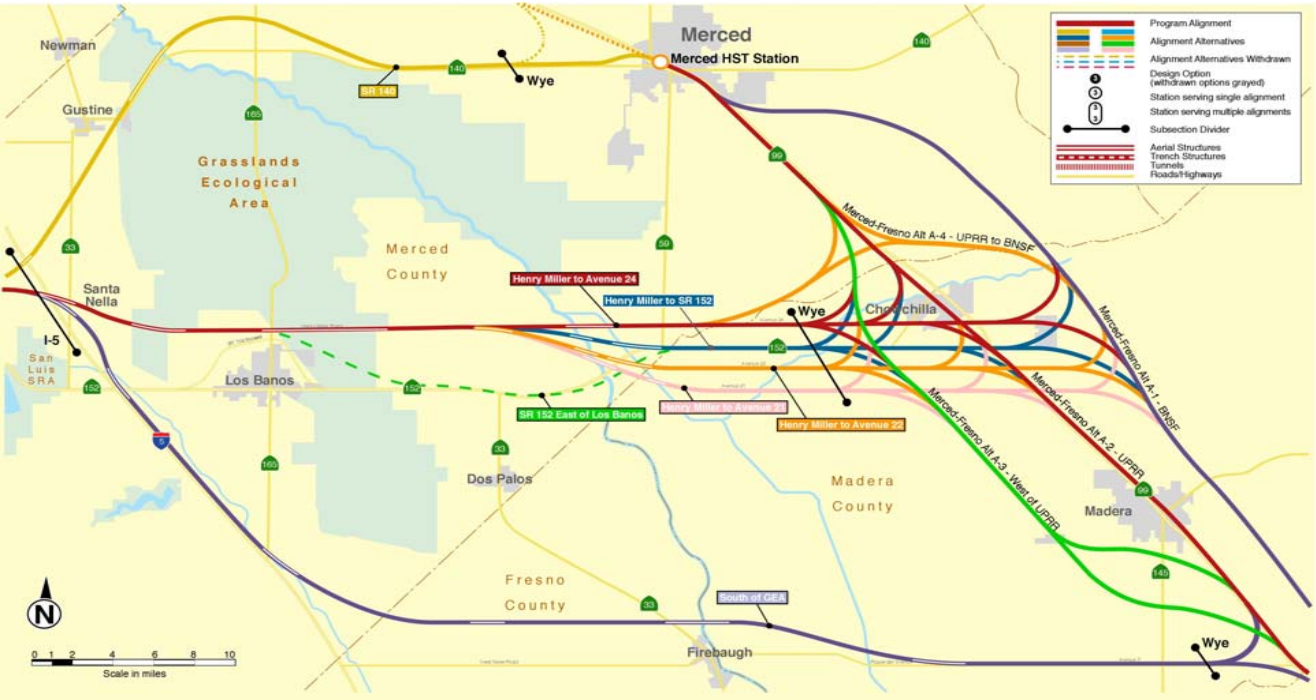 Newman
Gustine
Grasslands
Ecological
Area
Santa
Nella
I-5
San
Luis
SRA
Los Banos
Merced
County
Dos Palos
Fresno
County
Firebaugh
Madera
County
Madera
Chowchilla
Merced
Merced HST Station
Wye
Wye
Wye
SR 140
Henry Miller to Avenue 24
Henry Miller to SR 152
SR 152 East of Los Banos
Henry Miller to Avenue 21
Henry Miller to Avenue 22
South of GEA
Merced-Fresno Alt A-4 - UPRR to BNSF
Merced-Fresno Alt A-1 - BNSF
Merced-Fresno Alt A-2 - UPRR
Merced-Fresno Alt A-3 - West of UPRR
140
140
165
33
59
99
152
152
152
5
165
33
33
99
145
N
0 1 2 4 6 8 10
Scale in miles
Program Alignment
Alignment Alternatives
Alignment Alternatives Withdrawn
3
Design Option
(withdrawn options grayed)
3
Station serving single alignment
3
3
Station serving multiple alignments
Subsection Divider
Aerial Structures
Trench Structures
Tunnels
Roads/Highways